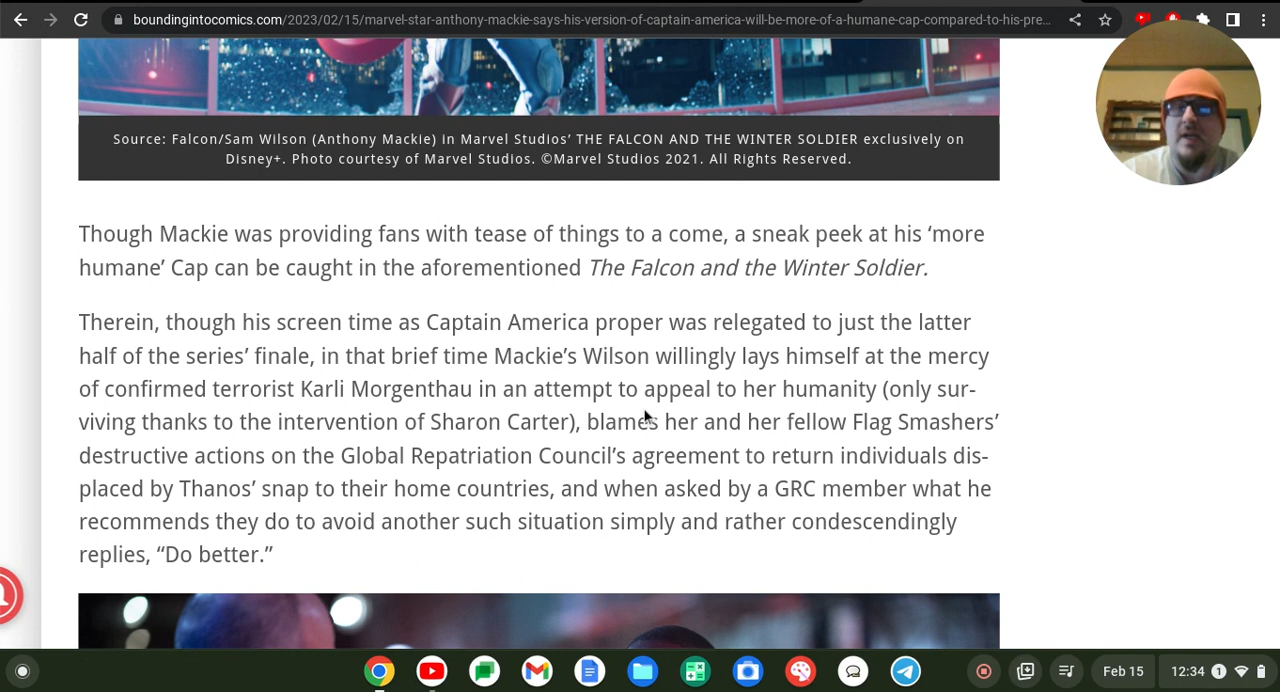 boundingintocomics.com/2023/02/15/marvel-star-anthony-mackie-says-his-version-of-captain-america-will-be-more-of-a-humane-cap-compared-to-his-pre...
Source: Falcon/Sam Wilson (Anthony Mackie) in Marvel Studios’ THE FALCON AND THE WINTER SOLDIER exclusively on
Disney+. Photo courtesy of Marvel Studios. ©Marvel Studios 2021. All Rights Reserved.
Though Mackie was providing fans with tease of things to a come, a sneak peek at his ‘more
humane’ Cap can be caught in the aforementioned The Falcon and the Winter Soldier.
Therein, though his screen time as Captain America proper was relegated to just the latter
half of the series’ finale, in that brief time Mackie’s Wilson willingly lays himself at the mercy
of confirmed terrorist Karli Morgenthau in an attempt to appeal to her humanity (only sur-
viving thanks to the intervention of Sharon Carter), blames her and her fellow Flag Smashers’
destructive actions on the Global Repatriation Council’s agreement to return individuals dis-
placed by Thanos’ snap to their home countries, and when asked by a GRC member what he
recommends they do to avoid another such situation simply and rather condescendingly
replies, “Do better.”
Feb 15
12:34
1